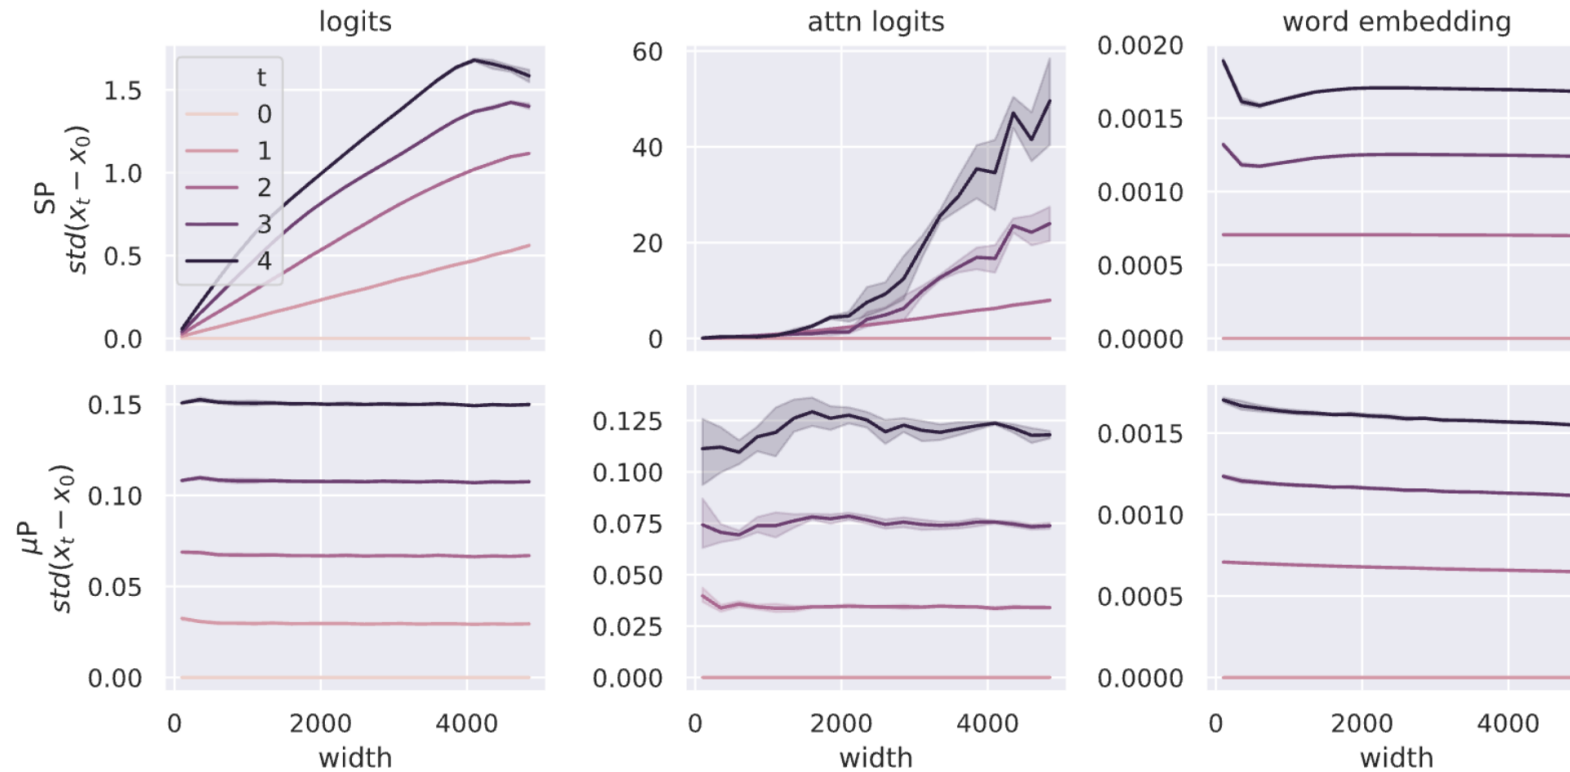 logits
attn logits
word embedding
SP
std(x_t − x_0)
1.5
1.0
0.5
0.0
t
0
1
2
3
4
60
40
20
0
0.0020
0.0015
0.0010
0.0005
0.0000
μP
std(x_t − x_0)
0.15
0.10
0.05
0.00
0.125
0.100
0.075
0.050
0.025
0.000
0.0015
0.0010
0.0005
0.0000
0 2000 4000
0 2000 4000
0 2000 4000
width
width
width